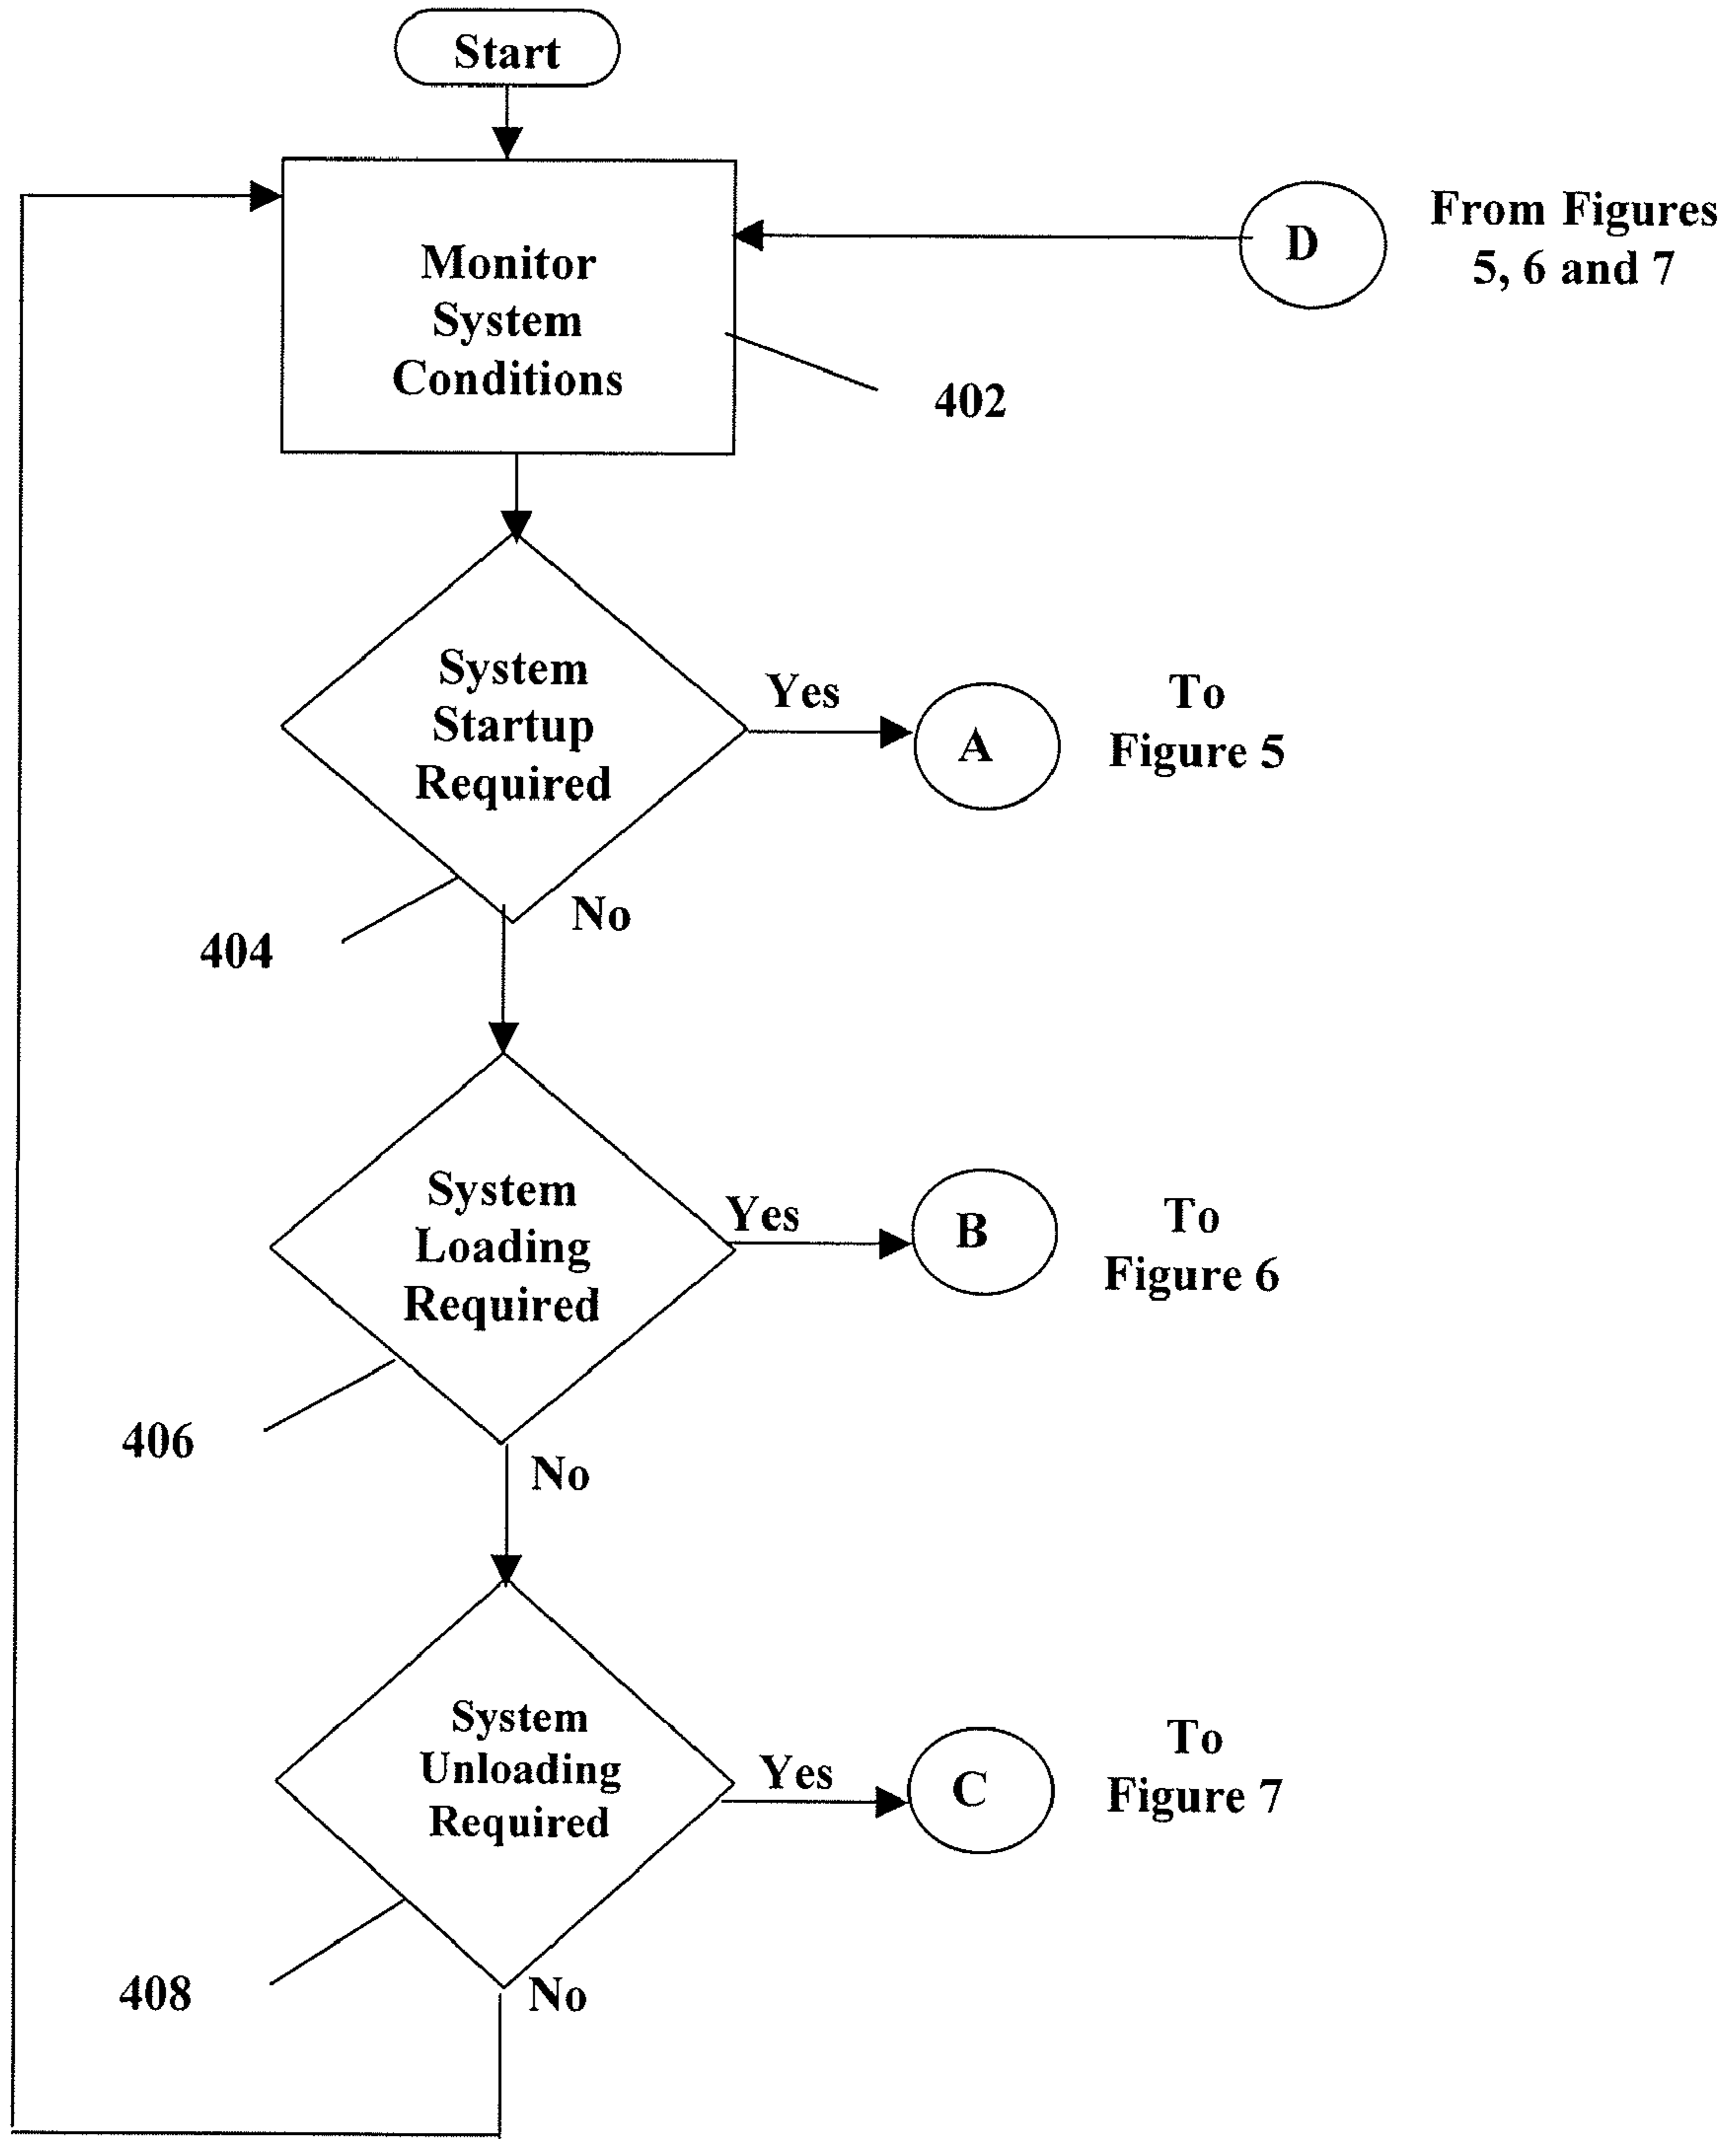 Start
Monitor
System
Conditions
D
From Figures
5, 6 and 7
402
System
Startup
Required
Yes
A
To
Figure 5
No
404
System
Loading
Required
Yes
B
To
Figure 6
406
No
System
Unloading
Required
Yes
C
To
Figure 7
408
No